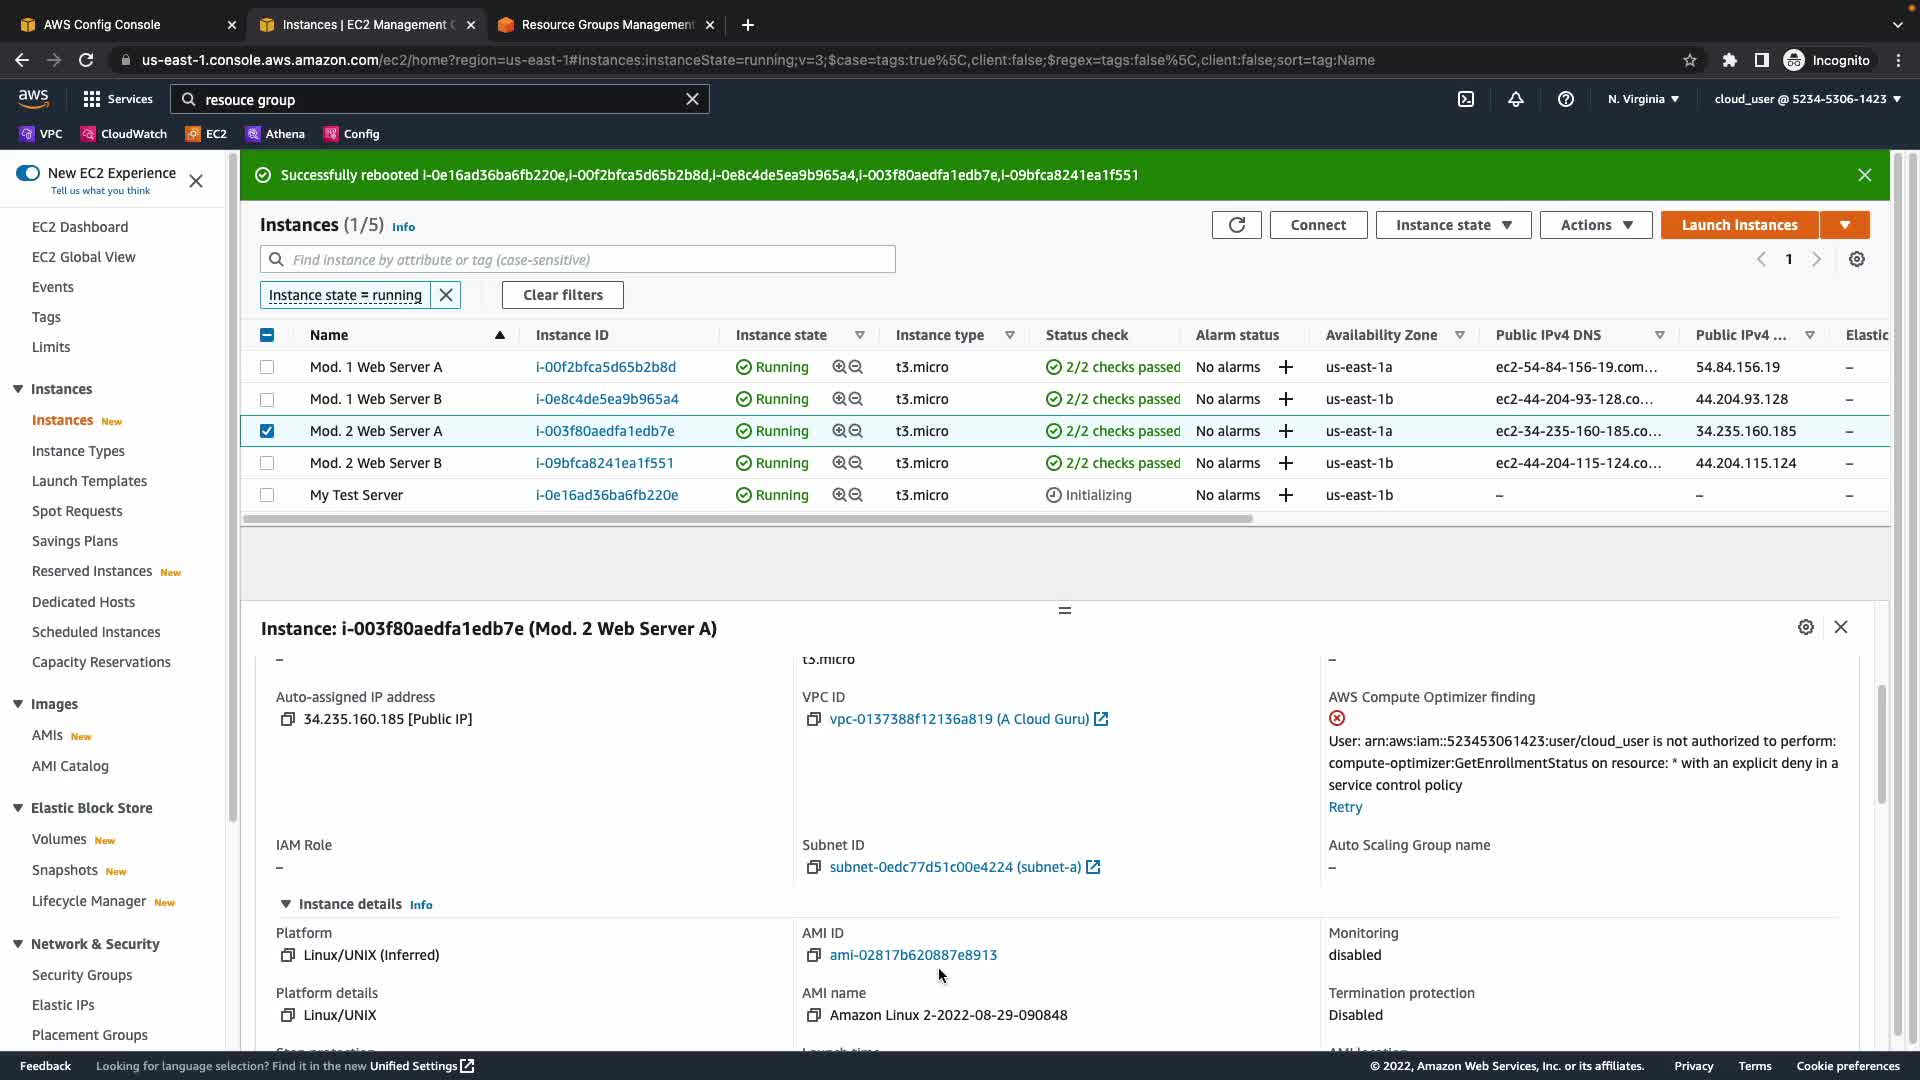 AWS Config Console
Instances | EC2 Management C
Resource Groups Management
us-east-1.console.aws.amazon.com/ec2/home?region=us-east-1#Instances:instanceState=running;v=3;$case=tags:true%5C,client:false;$regex=tags:false%5C,client:false;sort=tag:Name
Incognito
aws
Services
resouce group
N. Virginia
cloud_user @ 5234-5306-1423
VPC
CloudWatch
EC2
Athena
Config
New EC2 Experience
Tell us what you think
EC2 Dashboard
EC2 Global View
Events
Tags
Limits
Instances
Instances New
Instance Types
Launch Templates
Spot Requests
Savings Plans
Reserved Instances New
Dedicated Hosts
Scheduled Instances
Capacity Reservations
Images
AMIs New
AMI Catalog
Elastic Block Store
Volumes New
Snapshots New
Lifecycle Manager New
Network & Security
Security Groups
Elastic IPs
Placement Groups
Successfully rebooted i-0e16ad36ba6fb220e,i-00f2bfca5d65b2b8d,i-0e8c4de5ea9b965a4,i-003f80aedfa1edb7e,i-09bfca8241ea1f551
Instances (1/5) Info
Connect
Instance state
Actions
Launch Instances
Find instance by attribute or tag (case-sensitive)
1
Instance state = running
Clear filters
Name Instance ID Instance state Instance type Status check Alarm status Availability Zone Public IPv4 DNS Public IPv4 ... Elastic
Mod. 1 Web Server A i-00f2bfca5d65b2b8d Running t3.micro 2/2 checks passed No alarms + us-east-1a ec2-54-84-156-19.com... 54.84.156.19 –
Mod. 1 Web Server B i-0e8c4de5ea9b965a4 Running t3.micro 2/2 checks passed No alarms + us-east-1b ec2-44-204-93-128.co... 44.204.93.128 –
Mod. 2 Web Server A i-003f80aedfa1edb7e Running t3.micro 2/2 checks passed No alarms + us-east-1a ec2-34-235-160-185.co... 34.235.160.185 –
Mod. 2 Web Server B i-09bfca8241ea1f551 Running t3.micro 2/2 checks passed No alarms + us-east-1b ec2-44-204-115-124.co... 44.204.115.124 –
My Test Server i-0e16ad36ba6fb220e Running t3.micro Initializing No alarms + us-east-1b – – –
Instance: i-003f80aedfa1edb7e (Mod. 2 Web Server A)
– t3.micro –
Auto-assigned IP address
34.235.160.185 [Public IP]
VPC ID
vpc-0137388f12136a819 (A Cloud Guru)
AWS Compute Optimizer finding
User: arn:aws:iam::523453061423:user/cloud_user is not authorized to perform:
compute-optimizer:GetEnrollmentStatus on resource: * with an explicit deny in a
service control policy
Retry
IAM Role
–
Subnet ID
subnet-0edc77d51c00e4224 (subnet-a)
Auto Scaling Group name
–
Instance details Info
Platform
Linux/UNIX (Inferred)
AMI ID
ami-02817b620887e8913
Monitoring
disabled
Platform details
Linux/UNIX
AMI name
Amazon Linux 2-2022-08-29-090848
Termination protection
Disabled
Stop protection
Launch time
AMI location
Feedback
Looking for language selection? Find it in the new Unified Settings
© 2022, Amazon Web Services, Inc. or its affiliates.
Privacy
Terms
Cookie preferences